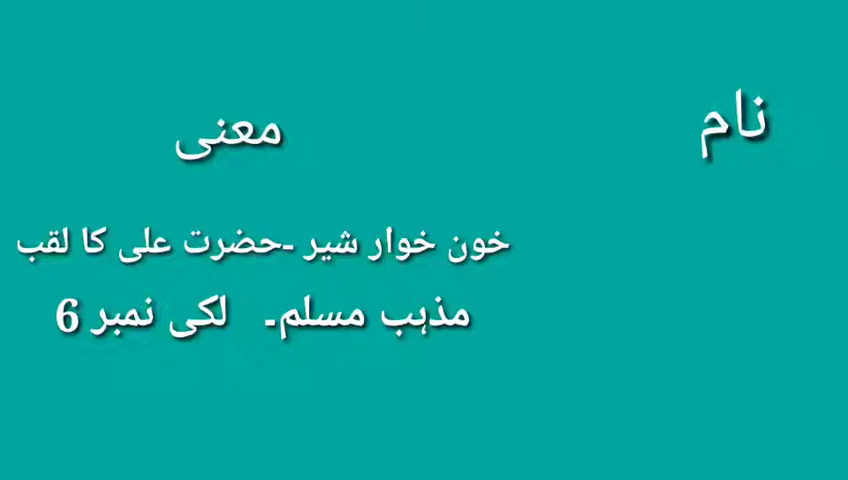 نام
معنی
خون خوار شیر -حضرت علی کا لقب
مذہب مسلم۔ لکی نمبر 6